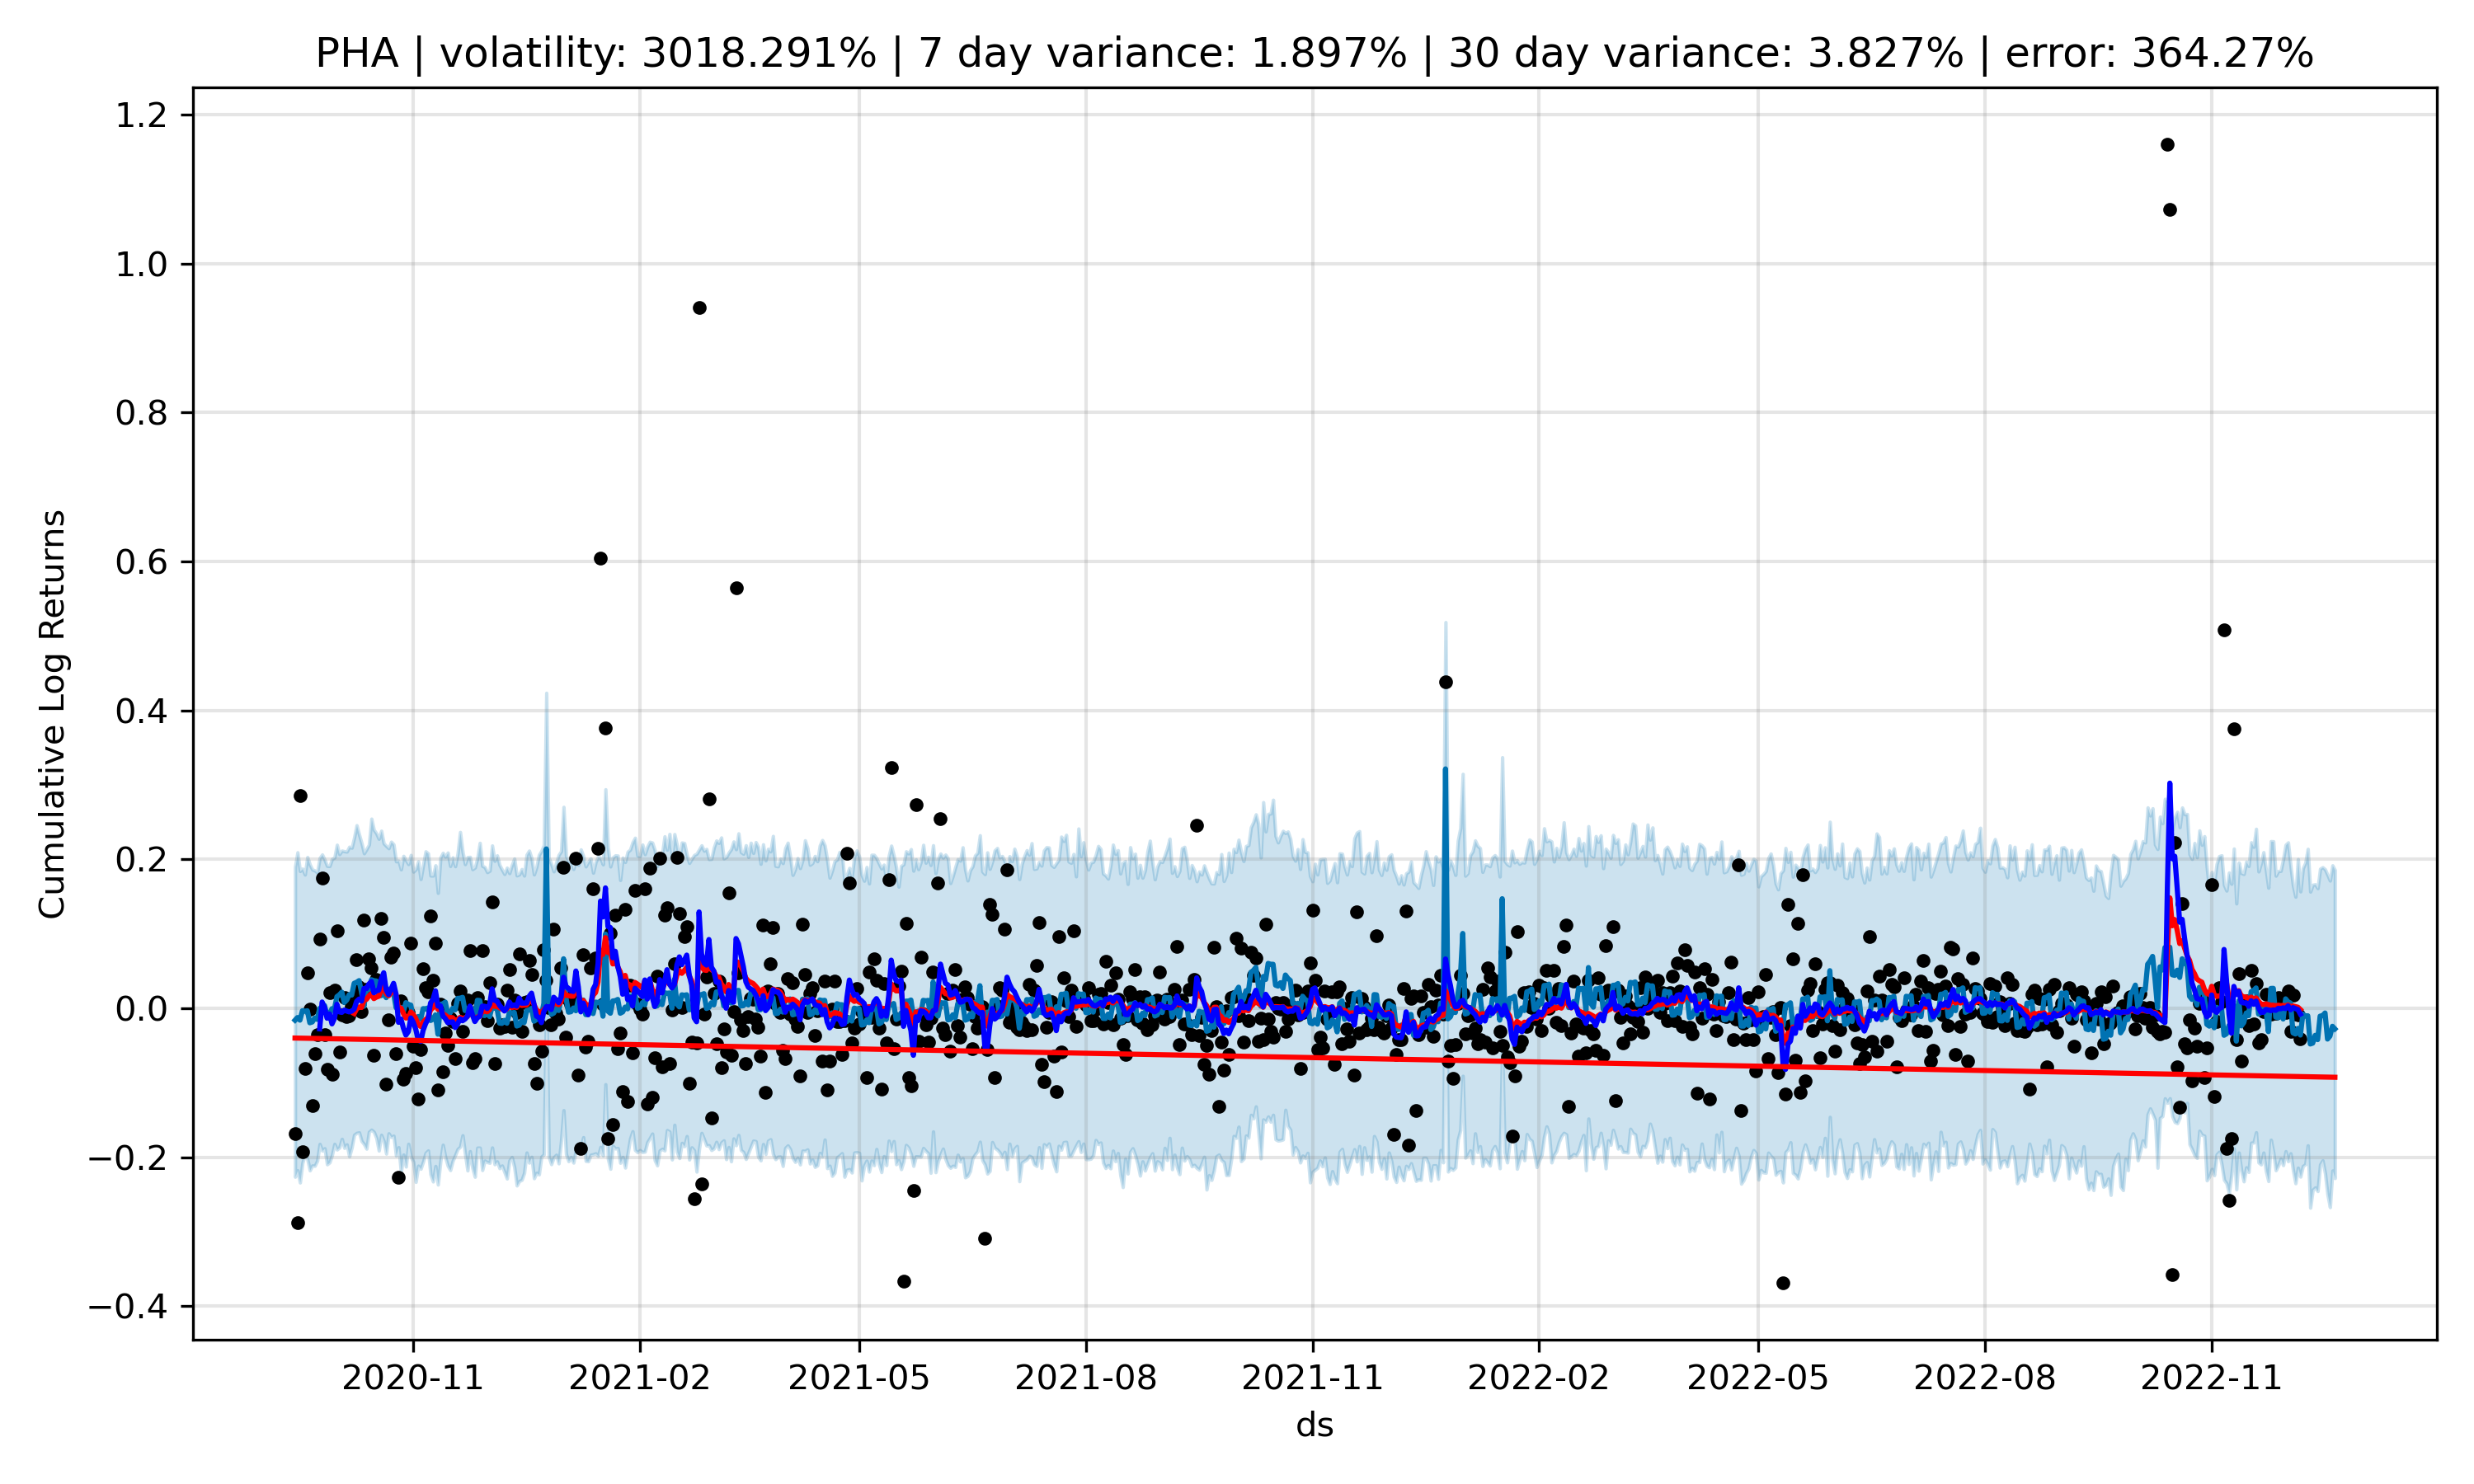 PHA | volatility: 3018.291% | 7 day variance: 1.897% | 30 day variance: 3.827% | error: 364.27%
1.2
1.0
0.8
0.6
0.4
0.2
0.0
−0.2
−0.4
Cumulative Log Returns
2020-11 2021-02 2021-05 2021-08 2021-11 2022-02 2022-05 2022-08 2022-11
ds